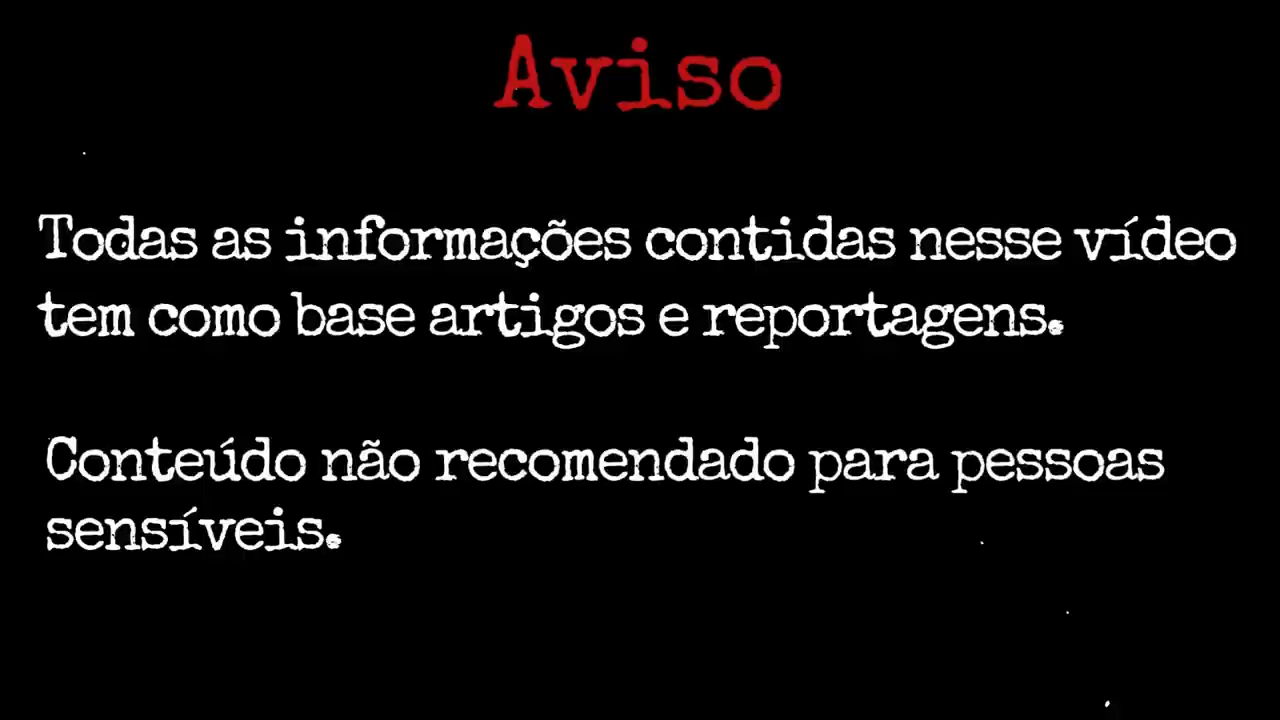 Aviso
Todas as informações contidas nesse vídeo
tem como base artigos e reportagens.
Conteúdo não recomendado para pessoas
sensíveis.